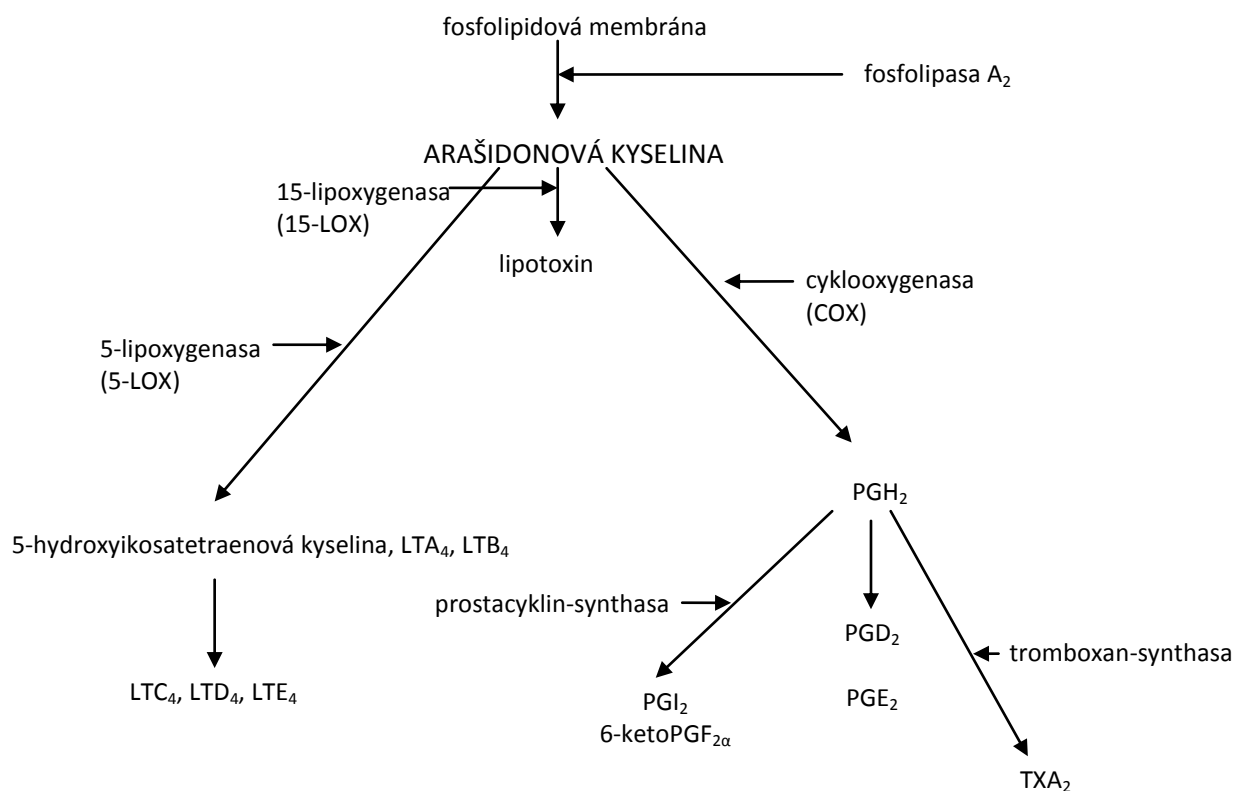 fosfolipidová membrána
fosfolipasa A₂
ARAŠIDONOVÁ KYSELINA
15-lipoxygenasa
(15-LOX)
lipotoxin
cyklooxygenasa
(COX)
5-lipoxygenasa
(5-LOX)
PGH₂
5-hydroxyikosatetraenová kyselina, LTA₄, LTB₄
prostacyklin-synthasa
PGD₂
tromboxan-synthasa
LTC₄, LTD₄, LTE₄
PGI₂
PGE₂
6-ketoPGF₂α
TXA₂